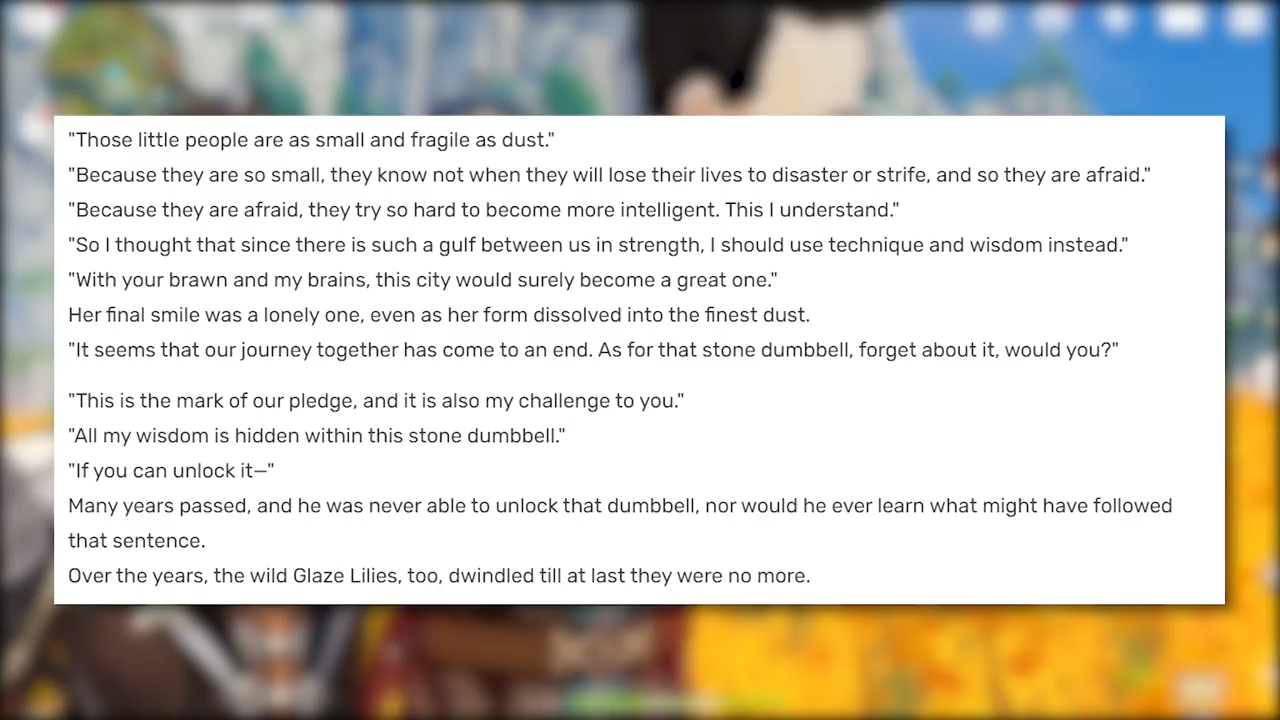 "Those little people are as small and fragile as dust."
"Because they are so small, they know not when they will lose their lives to disaster or strife, and so they are afraid."
"Because they are afraid, they try so hard to become more intelligent. This I understand."
"So I thought that since there is such a gulf between us in strength, I should use technique and wisdom instead."
"With your brawn and my brains, this city would surely become a great one."
Her final smile was a lonely one, even as her form dissolved into the finest dust.
"It seems that our journey together has come to an end. As for that stone dumbbell, forget about it, would you?"
"This is the mark of our pledge, and it is also my challenge to you."
"All my wisdom is hidden within this stone dumbbell."
"If you can unlock it—"
Many years passed, and he was never able to unlock that dumbbell, nor would he ever learn what might have followed
that sentence.
Over the years, the wild Glaze Lilies, too, dwindled till at last they were no more.